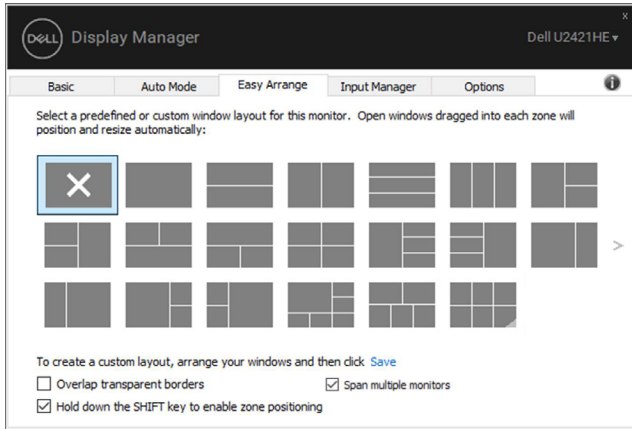 x
DELL Display Manager Dell U2421HE
Basic Auto Mode Easy Arrange Input Manager Options i
Select a predefined or custom window layout for this monitor. Open windows dragged into each zone will
position and resize automatically:
>
To create a custom layout, arrange your windows and then click Save
Overlap transparent borders Span multiple monitors
Hold down the SHIFT key to enable zone positioning